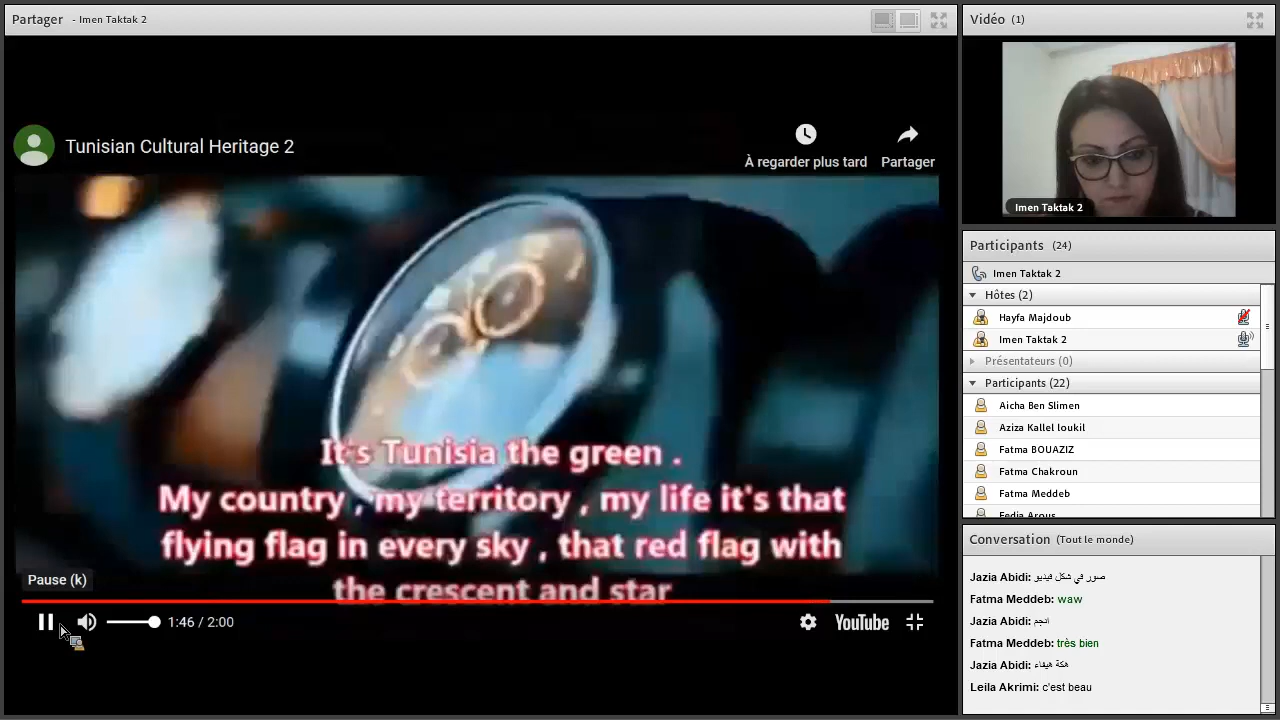 Partager - Imen Taktak 2
Tunisian Cultural Heritage 2
À regarder plus tard
Partager
It's Tunisia the green .
My country , my territory , my life it's that
flying flag in every sky , that red flag with
the crescent and star
Pause (k)
1:46 / 2:00
YouTube
Vidéo (1)
Imen Taktak 2
Participants (24)
Imen Taktak 2
Hôtes (2)
Hayfa Majdoub
Imen Taktak 2
Présentateurs (0)
Participants (22)
Aicha Ben Slimen
Aziza Kallel loukil
Fatma BOUAZIZ
Fatma Chakroun
Fatma Meddeb
Fedia Arous
Conversation (Tout le monde)
Jazia Abidi: صور في شكل فيديو
Fatma Meddeb: waw
Jazia Abidi: انجم
Fatma Meddeb: très bien
Jazia Abidi: هكة هيفاء
Leila Akrimi: c'est beau